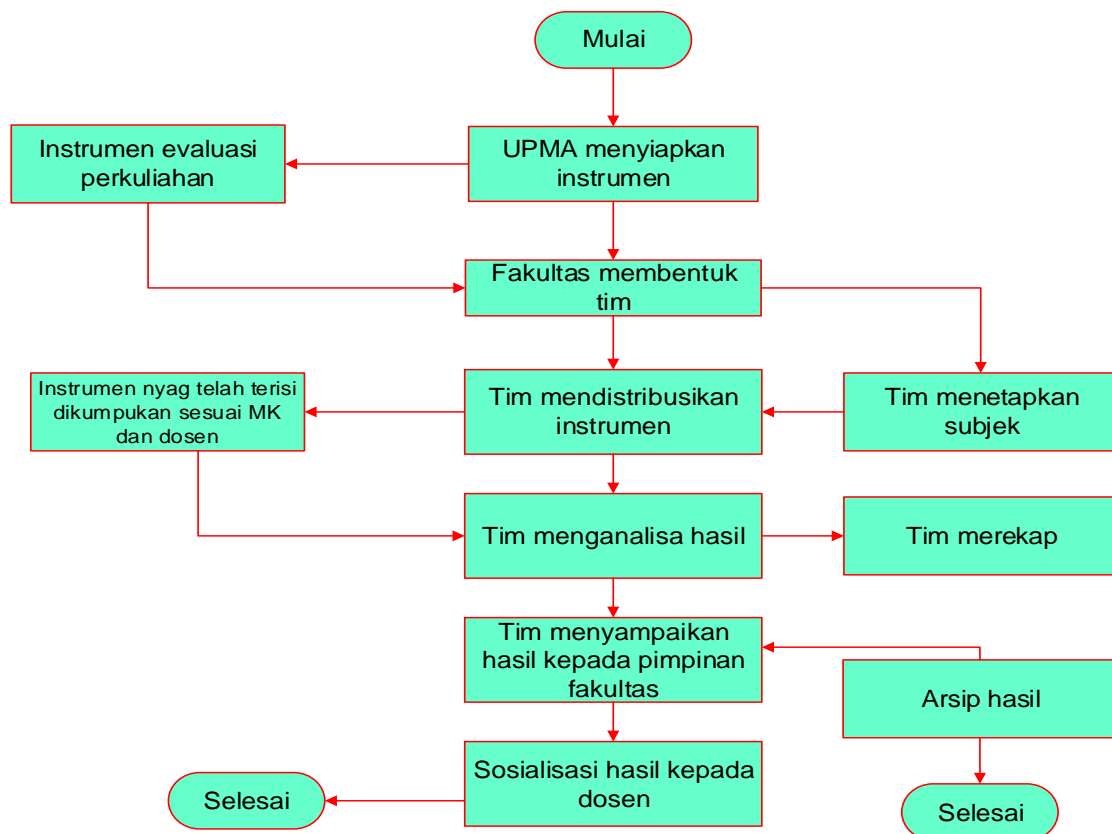 Mulai
Instrumen evaluasi
perkuliahan
UPMA menyiapkan
instrumen
Fakultas membentuk
tim
Instrumen nyag telah terisi
dikumpukan sesuai MK
dan dosen
Tim mendistribusikan
instrumen
Tim menetapkan
subjek
Tim menganalisa hasil
Tim merekap
Tim menyampaikan
hasil kepada pimpinan
fakultas
Arsip hasil
Sosialisasi hasil kepada
dosen
Selesai
Selesai